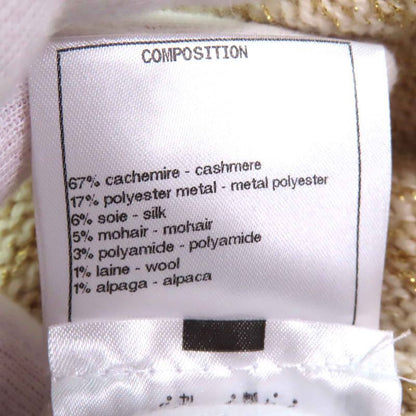 COMPOSITION
67% cachemire - cashmere
17% polyester metal - metal polyester
6% soie - silk
5% mohair - mohair
3% polyamide - polyamide
1% laine - wool
1% alpaga - alpaca